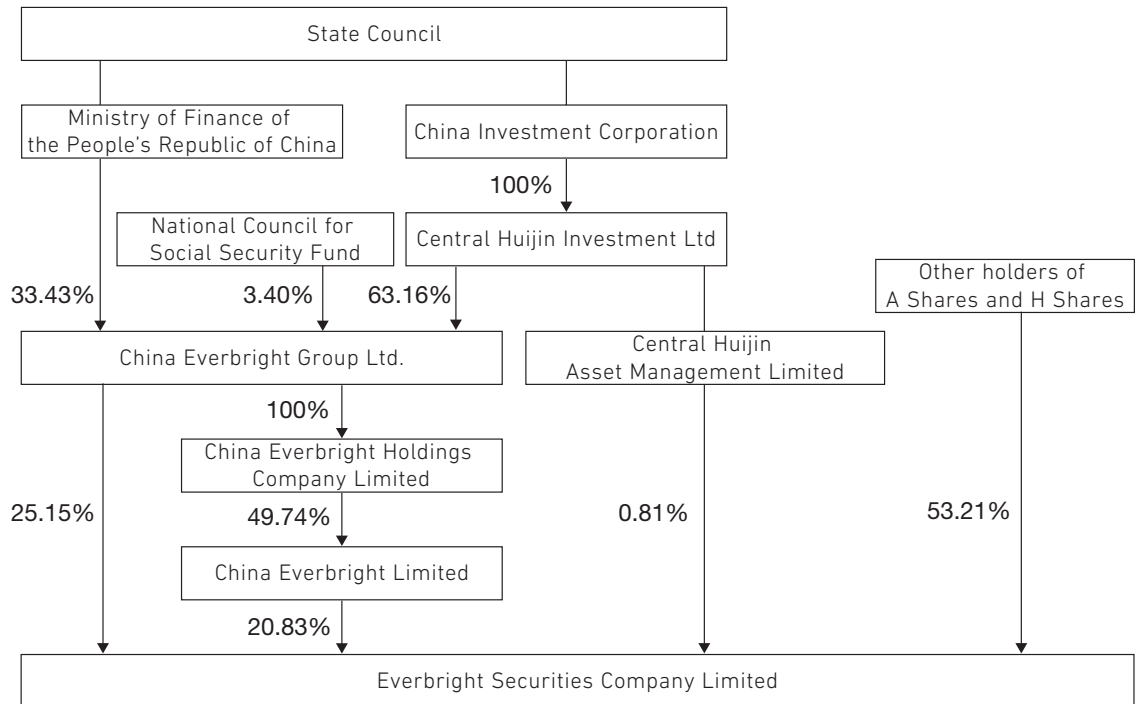 State Council
Ministry of Finance of
the People's Republic of China
China Investment Corporation
100%
National Council for
Social Security Fund
Central Huijin Investment Ltd
Other holders of
A Shares and H Shares
33.43%
3.40%
63.16%
China Everbright Group Ltd.
Central Huijin
Asset Management Limited
100%
China Everbright Holdings
Company Limited
25.15%
49.74%
0.81%
53.21%
China Everbright Limited
20.83%
Everbright Securities Company Limited